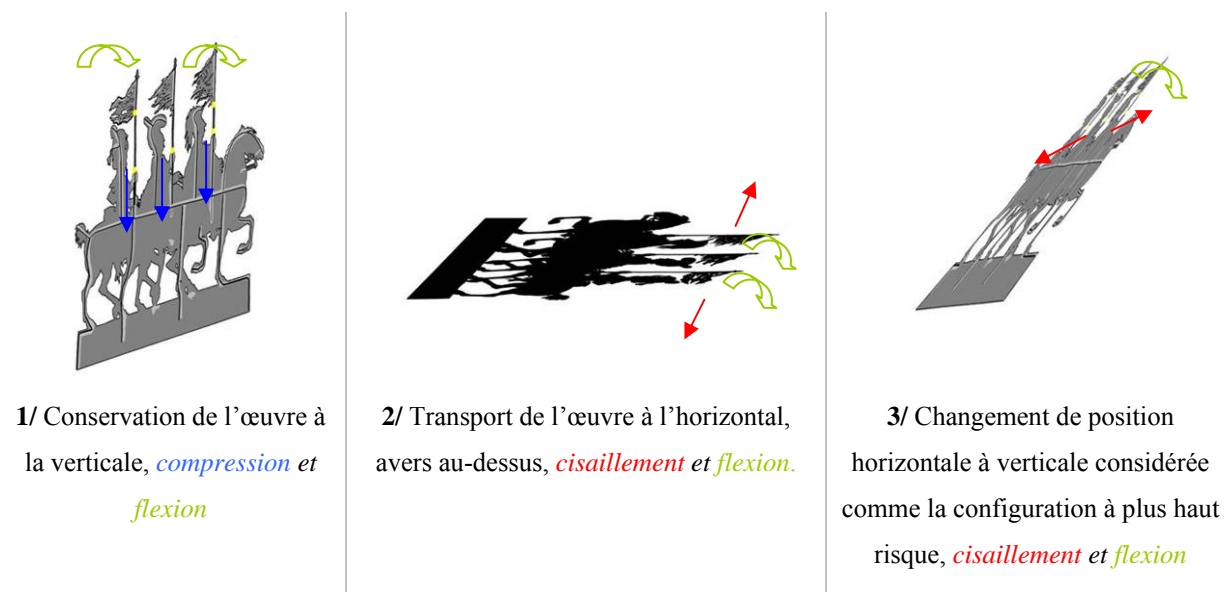 1/ Conservation de l’œuvre à
la verticale, compression et
flexion
2/ Transport de l’œuvre à l’horizontal,
avers au-dessus, cisaillement et flexion.
3/ Changement de position
horizontale à verticale considérée
comme la configuration à plus haut
risque, cisaillement et flexion